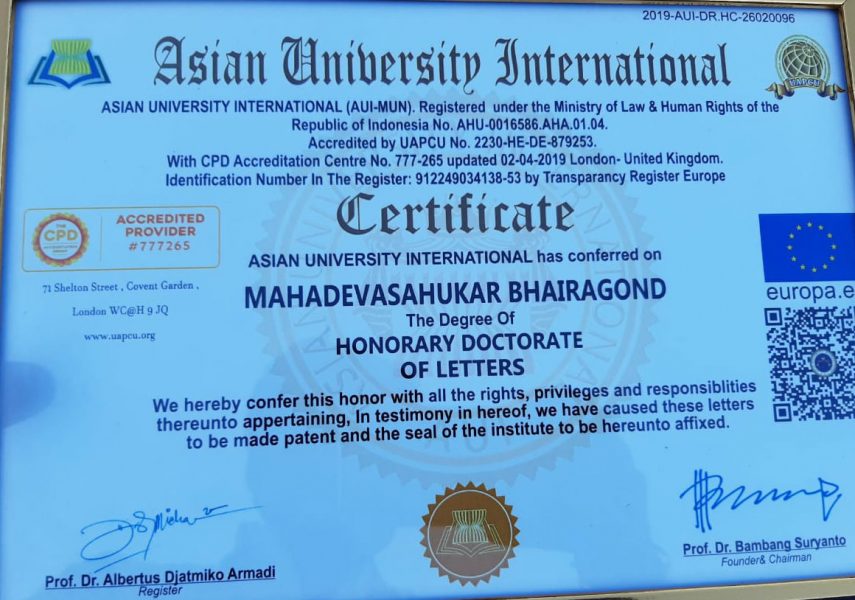 2019-AUI-DR.HC-26020096
Asian University International
UAPCU
ASIAN UNIVERSITY INTERNATIONAL (AUI-MUN). Registered under the Ministry of Law & Human Rights of the
Republic of Indonesia No. AHU-0016586.AHA.01.04.
Accredited by UAPCU No. 2230-HE-DE-879253.
With CPD Accreditation Centre No. 777-265 updated 02-04-2019 London- United Kingdom.
Identification Number In The Register: 912249034138-53 by Transparency Register Europe
Certificate
THE
CPD
ACCREDITED
PROVIDER
#777265
71 Shelton Street , Covent Garden ,
London WC@H 9 JQ
www.uapcu.org
ASIAN UNIVERSITY INTERNATIONAL has conferred on
MAHADEVASAHUKAR BHAIRAGOND
The Degree Of
HONORARY DOCTORATE
OF LETTERS
europa.e
We hereby confer this honor with all the rights, privileges and responsiblities
thereunto appertaining, In testimony in hereof, we have caused these letters
to be made patent and the seal of the institute to be hereunto affixed.
Prof. Dr. Albertus Djatmiko Armadi
Register
Prof. Dr. Bambang Suryanto
Founder& Chairman